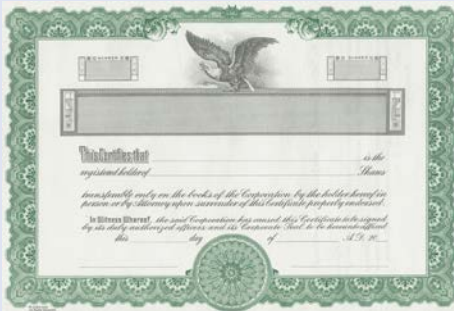 NUMBER SHARES
This Certifies that is the
registered holder of Shares
transferable only on the books of the Corporation by the holder hereof in
person or by Attorney upon surrender of this Certificate properly endorsed.
In Witness Whereof, the said Corporation has caused this Certificate to be signed
by its duly authorized officers and its Corporate Seal to be hereunto affixed
this day of A.D. 20